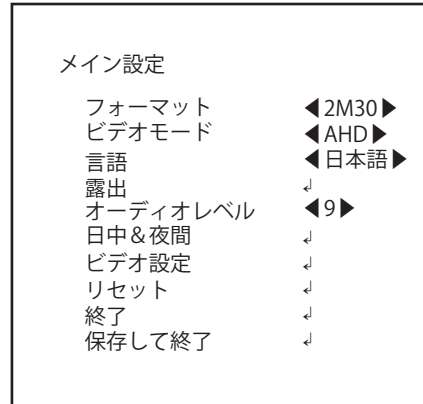 メイン設定
フォーマット ◀2M30▶
ビデオモード ◀AHD▶
言語 ◀日本語▶
露出 ↲
オーディオレベル ◀9▶
日中&夜間 ↲
ビデオ設定 ↲
リセット ↲
終了 ↲
保存して終了 ↲